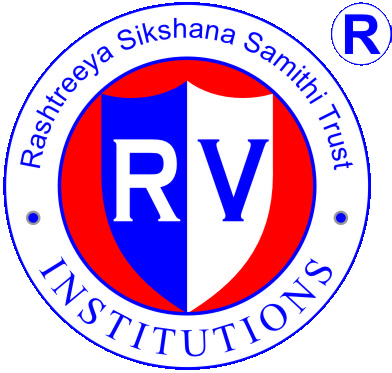 Rashtreeya Sikshana Samithi Trust
R
RV
INSTITUTIONS